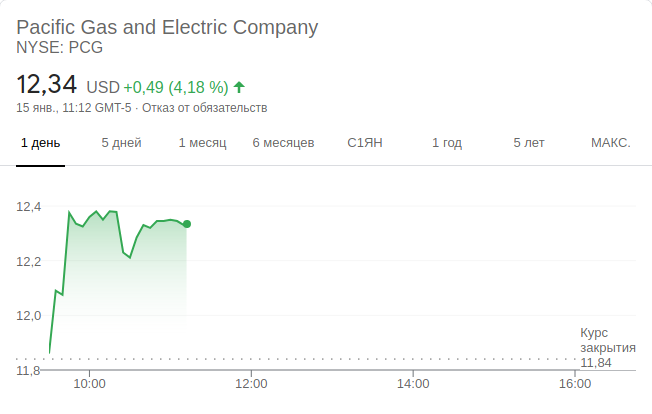 Pacific Gas and Electric Company
NYSE: PCG
12,34 USD +0,49 (4,18 %)
15 янв., 11:12 GMT-5 · Отказ от обязательств
1 день 5 дней 1 месяц 6 месяцев С1ЯН 1 год 5 лет МАКС.
12,4
12,2
12,0
Курс
закрытия
11,84
11,8
10:00 12:00 14:00 16:00